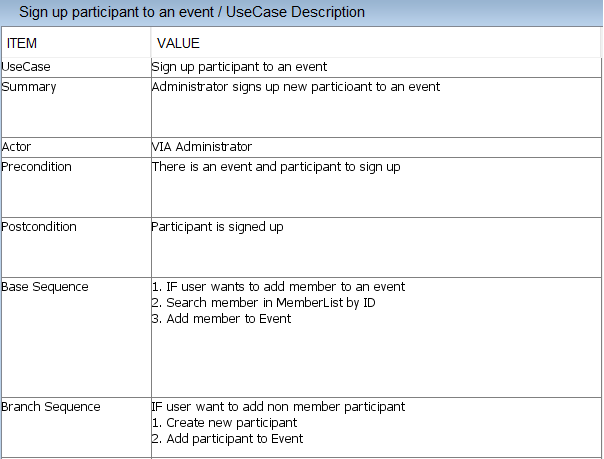 Sign up participant to an event / UseCase Description
ITEM VALUE
UseCase Sign up participant to an event
Summary Administrator signs up new particioant to an event
Actor VIA Administrator
Precondition There is an event and participant to sign up
Postcondition Participant is signed up
Base Sequence 1. IF user wants to add member to an event
2. Search member in MemberList by ID
3. Add member to Event
Branch Sequence IF user want to add non member participant
1. Create new participant
2. Add participant to Event